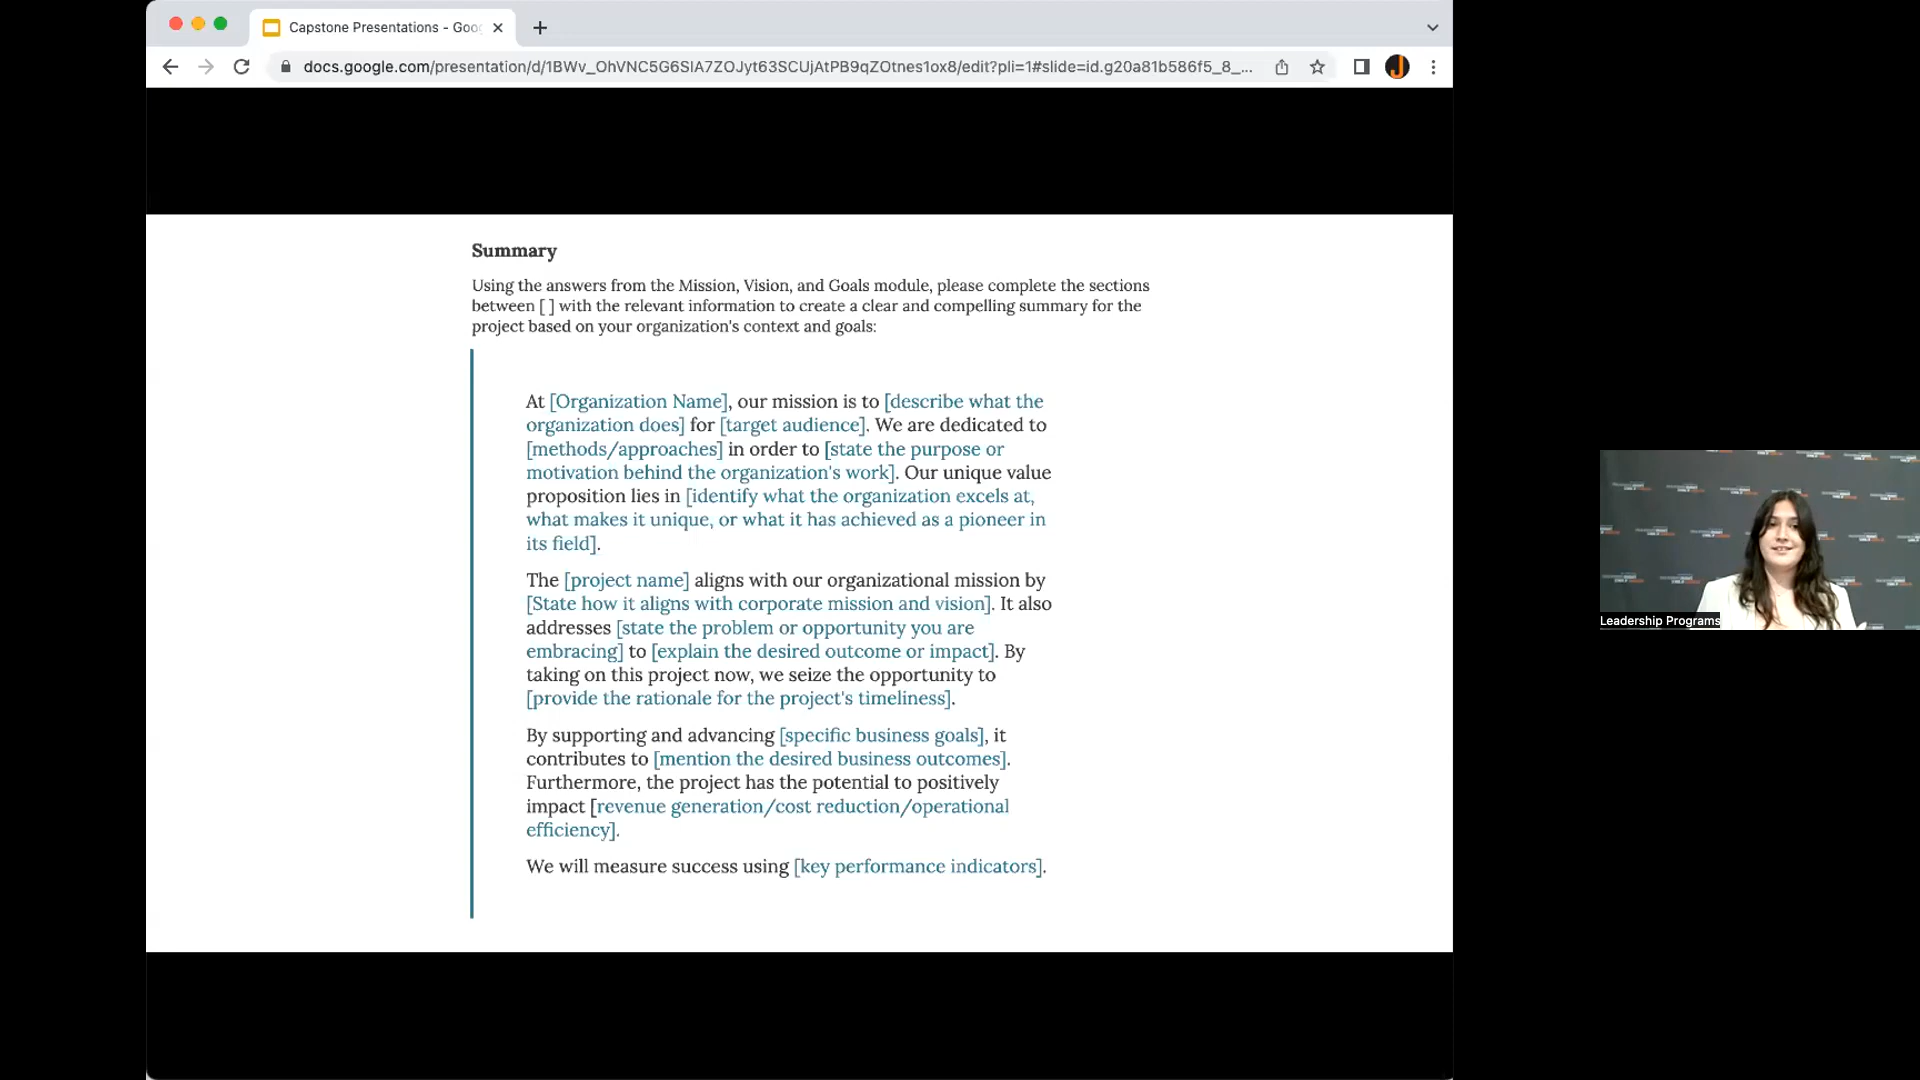 Capstone Presentations - Goo
docs.google.com/presentation/d/1BWv_OhVNC5G6SlA7ZOJyt63SCUjAtPB9qZOtnes1ox8/edit?pli=1#slide=id.g20a81b586f5_8_...
Summary
Using the answers from the Mission, Vision, and Goals module, please complete the sections
between [ ] with the relevant information to create a clear and compelling summary for the
project based on your organization's context and goals:
At [Organization Name], our mission is to [describe what the
organization does] for [target audience]. We are dedicated to
[methods/approaches] in order to [state the purpose or
motivation behind the organization's work]. Our unique value
proposition lies in [identify what the organization excels at,
what makes it unique, or what it has achieved as a pioneer in
its field].
The [project name] aligns with our organizational mission by
[State how it aligns with corporate mission and vision]. It also
addresses [state the problem or opportunity you are
embracing] to [explain the desired outcome or impact]. By
taking on this project now, we seize the opportunity to
[provide the rationale for the project's timeliness].
By supporting and advancing [specific business goals], it
contributes to [mention the desired business outcomes].
Furthermore, the project has the potential to positively
impact [revenue generation/cost reduction/operational
efficiency].
We will measure success using [key performance indicators].
Leadership Programs